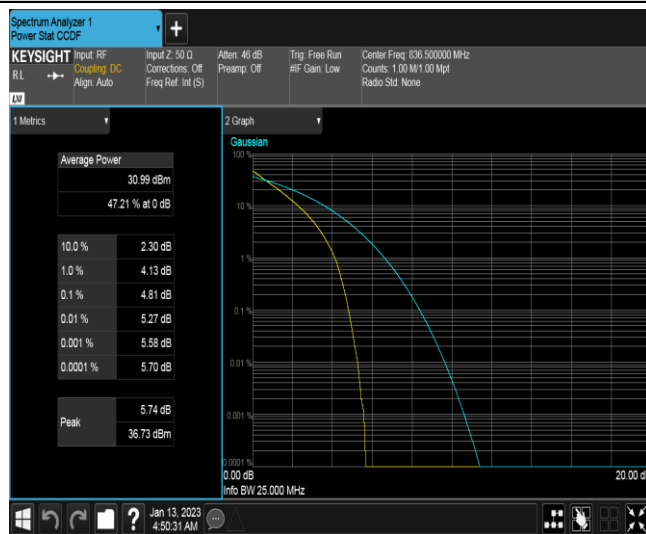 Spectrum Analyzer 1
Power Stat CCDF
+
KEYSIGHT
RL
LXI
Input: RF
Coupling: DC
Align: Auto
Input Z: 50 Ω
Corrections: Off
Freq Ref: Int (S)
Atten: 46 dB
Preamp: Off
Trig: Free Run
#IF Gain: Low
Center Freq: 836.500000 MHz
Counts: 1.00 M/1.00 Mpt
Radio Std: None
1 Metrics
Average Power
30.99 dBm
47.21 % at 0 dB
10.0 % 2.30 dB
1.0 % 4.13 dB
0.1 % 4.81 dB
0.01 % 5.27 dB
0.001 % 5.58 dB
0.0001 % 5.70 dB
Peak
5.74 dB
36.73 dBm
2 Graph
Gaussian
100 %
10 %
1 %
0.1 %
0.01 %
0.001 %
0.0001 %
0.00 dB
20.00 d
Info BW 25.000 MHz
?
Jan 13, 2023
4:50:31 AM